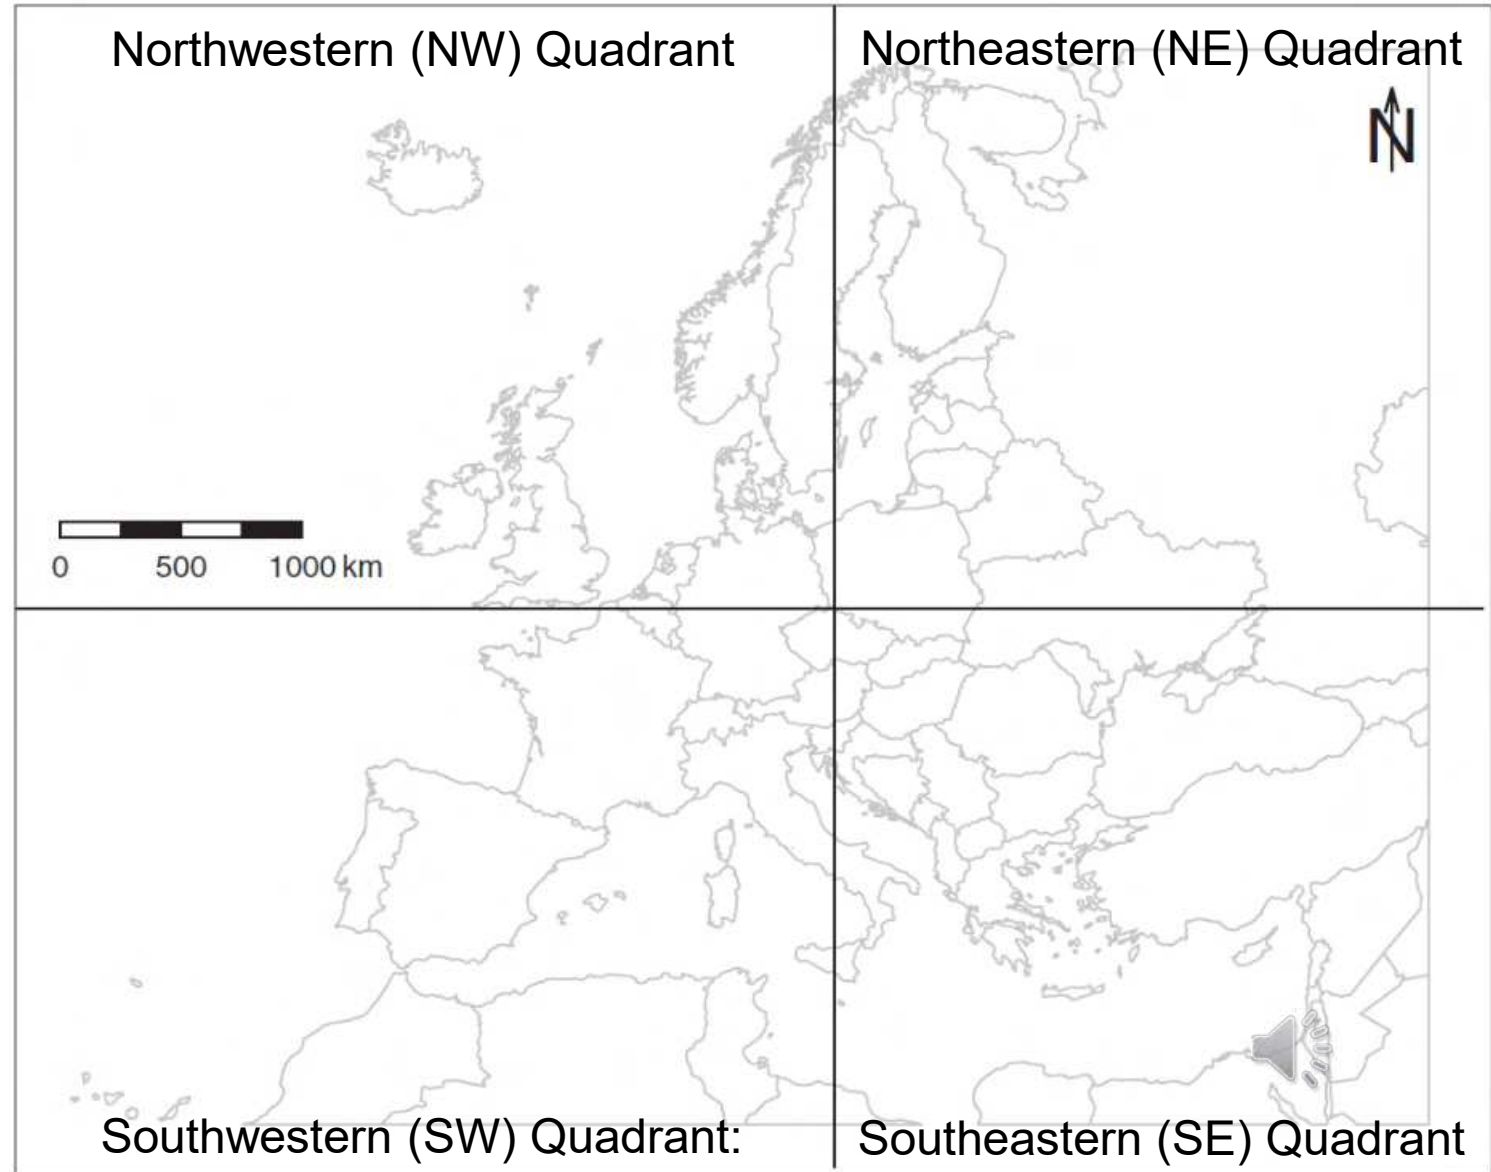 Northwestern (NW) Quadrant
Northeastern (NE) Quadrant
N
0 500 1000 km
Southwestern (SW) Quadrant:
Southeastern (SE) Quadrant